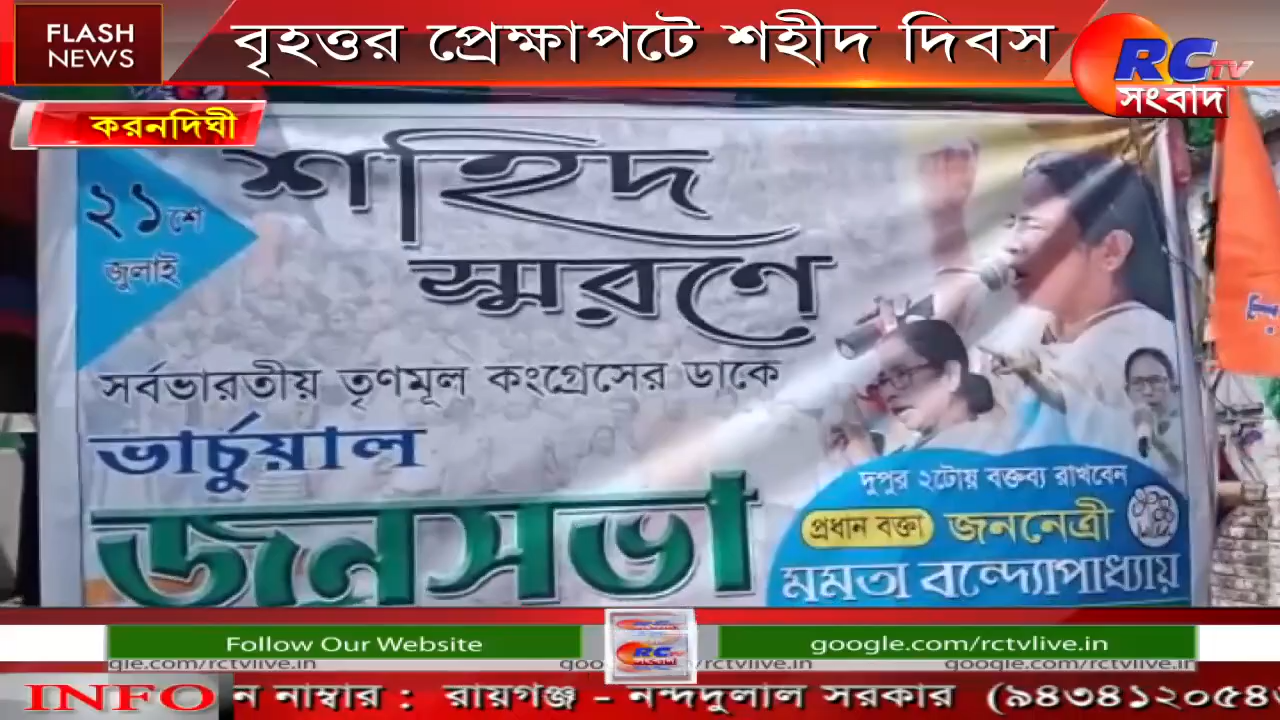 FLASH NEWS
বৃহত্তর প্রেক্ষাপটে শহীদ দিবস
RCTV
সংবাদ
করনদিঘী
২১শে
জুলাই
শহিদ
স্মরণে
সর্বভারতীয় তৃণমূল কংগ্রেসের ডাকে
ভার্চুয়াল
জনসভা
দুপুর ২টোয় বক্তব্য রাখবেন
প্রধান বক্তা জননেত্রী
মমতা বন্দ্যোপাধ্যায়
Follow Our Website
google.com/rctvlive.in
INFO
ন নাম্বার : রায়গঞ্জ - নন্দদুলাল সরকার (৯৪৩৪১২০৫৪